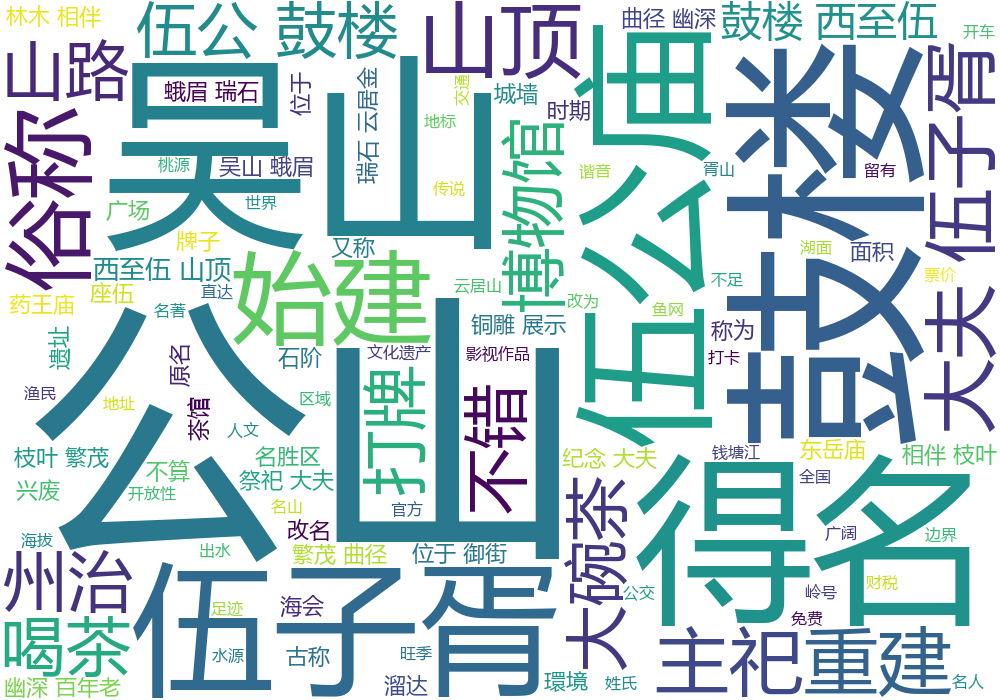 林木 相伴
伍公 鼓楼
山顶
曲径 幽深
鼓楼 西至伍
开车
山路
吴山
蛾眉 瑞石
位于
瑞石 云居金
交通
城墙
时期
伍公庙
鼓楼
伍子胥
俗称
桃源
吴山 蛾眉
地标
博物馆
谐音
胥山
留有
广场
世界
传说
牌子
又称
湖面
面积
西至伍 山顶
始建
药王庙
座伍
直达
云居山
改为
不足
票价
名著
鱼网
大夫
遗址
公山
铜雕 展示
称为
原名
石阶
文化遗产
影视作品
打卡
渔民
地址
茶馆
区域
打牌
不错
人文
枝叶 繁茂
名胜区
钱塘江
东岳庙
相伴 枝叶
不算
祭祀 大夫
纪念 大夫
得名
全国
兴废
开放性
名山
官方
大碗茶
海拔
改名
广阔
边界
出水
繁茂 曲径
位于 御街
州治
伍子胥
足迹
海会
公交
岭号
财税
喝茶
免费
主祀
重建
水源
古称
旺季
幽深 百年老
溜达
環境
姓氏
名人